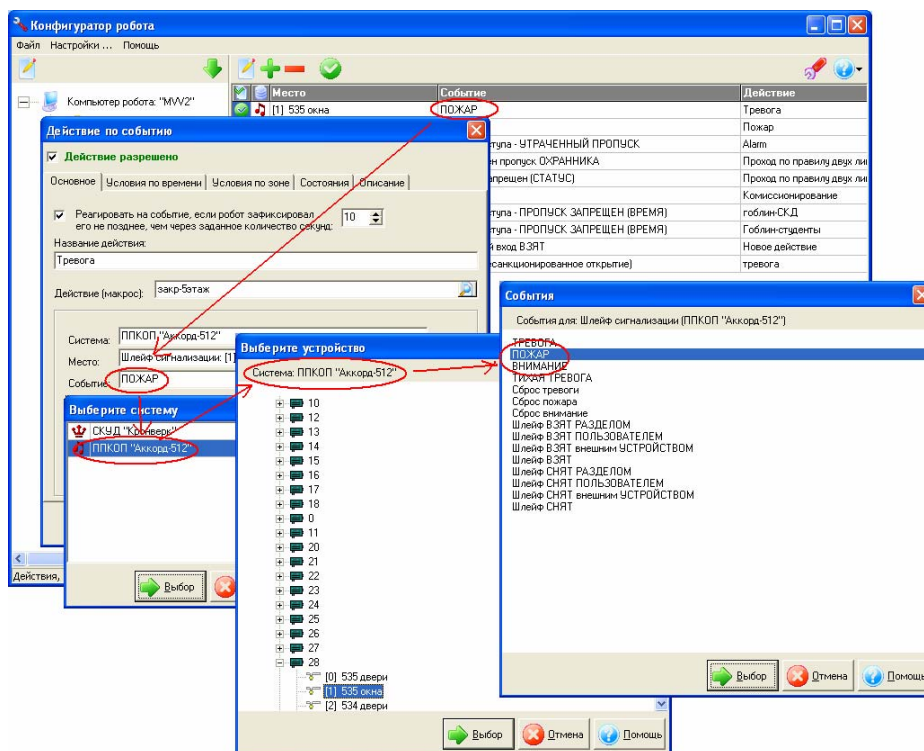 Конфигуратор робота
Файл Настройки ... Помощь
Компьютер робота: "MVV2"
Место Событие Действие
[1] 535 окна ПОЖАР Тревога
Пожар
ступа - УТРАЧЕННЫЙ ПРОПУСК Alarm
ен пропуск ОХРАННИКА Проход по правилу двух ли
апрещен (СТАТУС) Проход по правилу двух ли
Комиссионирование
ступа - ПРОПУСК ЗАПРЕЩЕН (ВРЕМЯ) гоблин-СКД
ступа - ПРОПУСК ЗАПРЕЩЕН (ВРЕМЯ) Гоблин-студенты
й вход ВЗЯТ Новое действие
есанкционированное открытие) тревога
Действия,
Действие по событию
Действие разрешено
Основное Условия по времени Условия по зоне Состояния Описание
Реагировать на событие, если робот зафиксировал
его не позднее, чем через заданное количество секунд: 10
Название действия:
Тревога
Действие (макрос): закр-5этаж
Система: ППКОП "Аккорд-512"
Место: Шлейф сигнализации: [1]
Событие: ПОЖАР
Выберите систему
СКУД "Кронверк"
ППКОП "Аккорд-512"
Выбор
Выберите устройство
Система: ППКОП "Аккорд-512"
10
12
13
14
15
16
17
18
0
11
20
21
22
23
24
25
26
27
28
[0] 535 двери
[1] 535 окна
[2] 534 двери
Выбор Отмена Помощь
События
События для: Шлейф сигнализации (ППКОП "Аккорд-512")
ТРЕВОГА
ПОЖАР
ВНИМАНИЕ
ТИХАЯ ТРЕВОГА
Сброс тревоги
Сброс пожара
Сброс внимание
Шлейф ВЗЯТ РАЗДЕЛОМ
Шлейф ВЗЯТ ПОЛЬЗОВАТЕЛЕМ
Шлейф ВЗЯТ внешним УСТРОЙСТВОМ
Шлейф ВЗЯТ
Шлейф СНЯТ РАЗДЕЛОМ
Шлейф СНЯТ ПОЛЬЗОВАТЕЛЕМ
Шлейф СНЯТ внешним УСТРОЙСТВОМ
Шлейф СНЯТ
Выбор Отмена Помощь